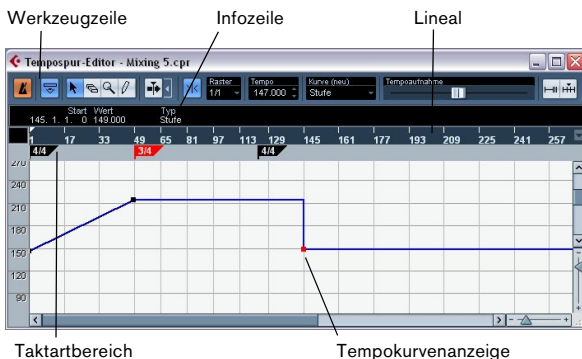 Werkzeugzeile Infozeile Lineal
Tempospur-Editor - Mixing 5.cpr
Raster Tempo Kurve (neu) Tempoaufnahme
1/1 147.000 Stufe
Start Wert Typ
145. 1. 1. 0 149.000 Stufe
1 17 33 49 65 81 97 113 129 145 161 177 193 209 225 241 257
4/4 3/4 4/4
270
240
210
180
150
120
90
Taktartbereich Tempokurvenanzeige